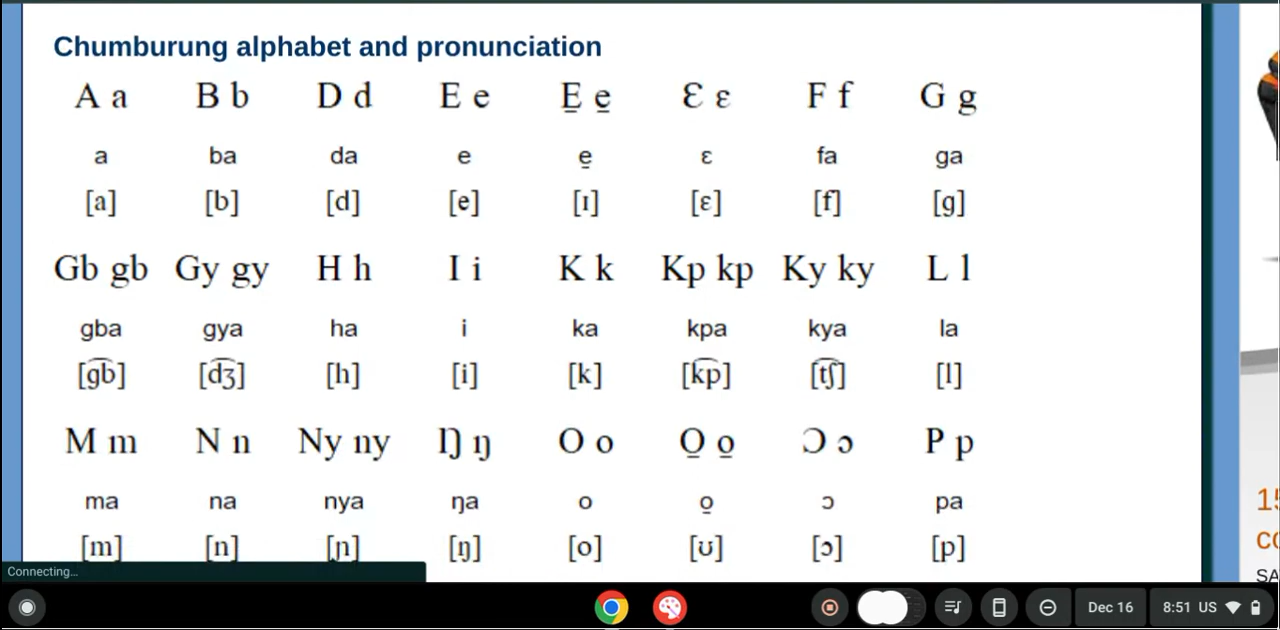 Chumburung alphabet and pronunciation
A a B b D d E e E̱ e̱ Ɛ ɛ F f G g
a ba da e e̱ ɛ fa ga
[a] [b] [d] [e] [ɪ] [ɛ] [f] [ɡ]
Gb gb Gy gy H h I i K k Kp kp Ky ky L l
gba gya ha i ka kpa kya la
[ɡ͡b] [d͡ʒ] [h] [i] [k] [k͡p] [t͡ʃ] [l]
M m N n Ny ny Ŋ ŋ O o O̱ o̱ Ɔ ɔ P p
ma na nya ŋa o o̱ ɔ pa
[m] [n] [ɲ] [ŋ] [o] [ʊ] [ɔ] [p]
Connecting...
Dec 16 8:51 US